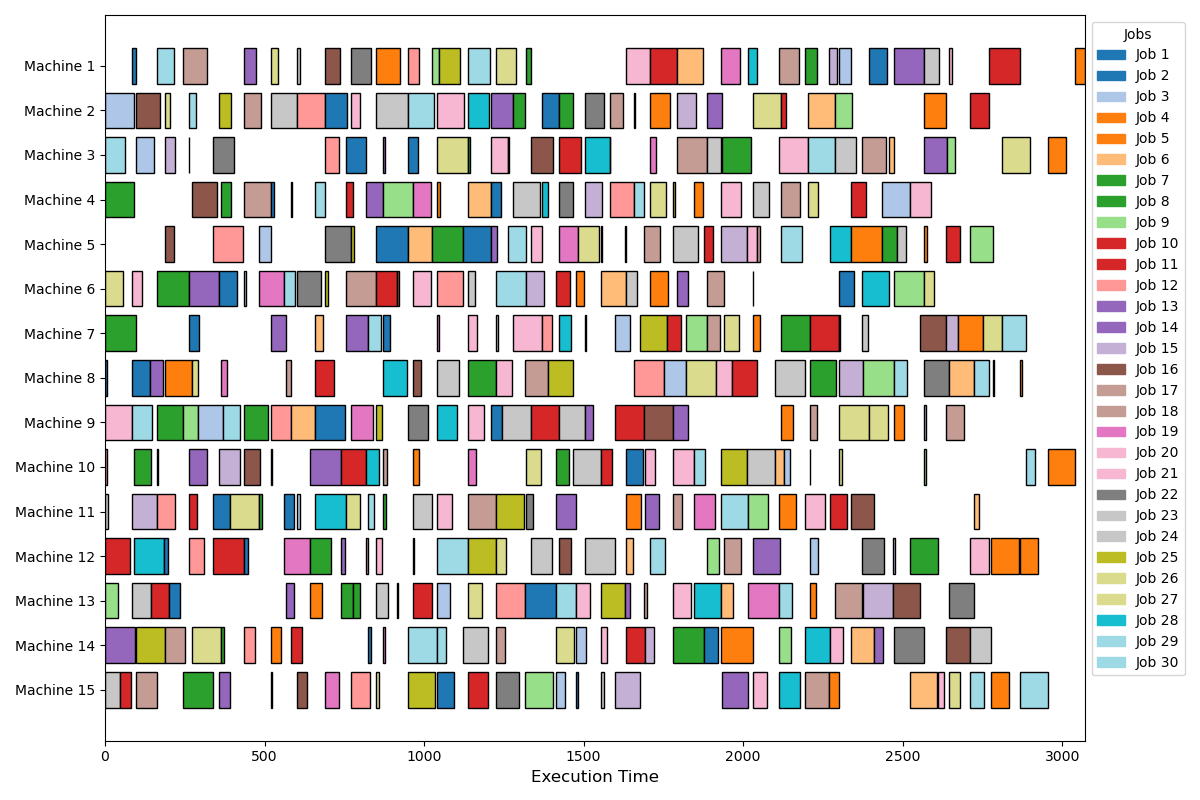 Machine 1
Machine 2
Machine 3
Machine 4
Machine 5
Machine 6
Machine 7
Machine 8
Machine 9
Machine 10
Machine 11
Machine 12
Machine 13
Machine 14
Machine 15
0 500 1000 1500 2000 2500 3000
Execution Time
Jobs
Job 1
Job 2
Job 3
Job 4
Job 5
Job 6
Job 7
Job 8
Job 9
Job 10
Job 11
Job 12
Job 13
Job 14
Job 15
Job 16
Job 17
Job 18
Job 19
Job 20
Job 21
Job 22
Job 23
Job 24
Job 25
Job 26
Job 27
Job 28
Job 29
Job 30